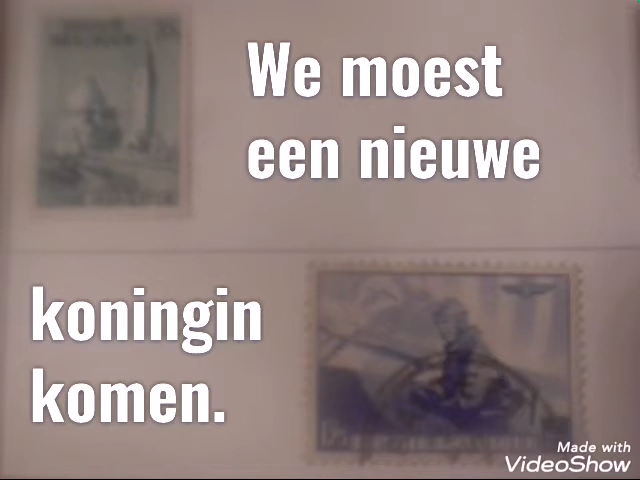 We moest
een nieuwe
koningin
komen.
Made with
VideoShow